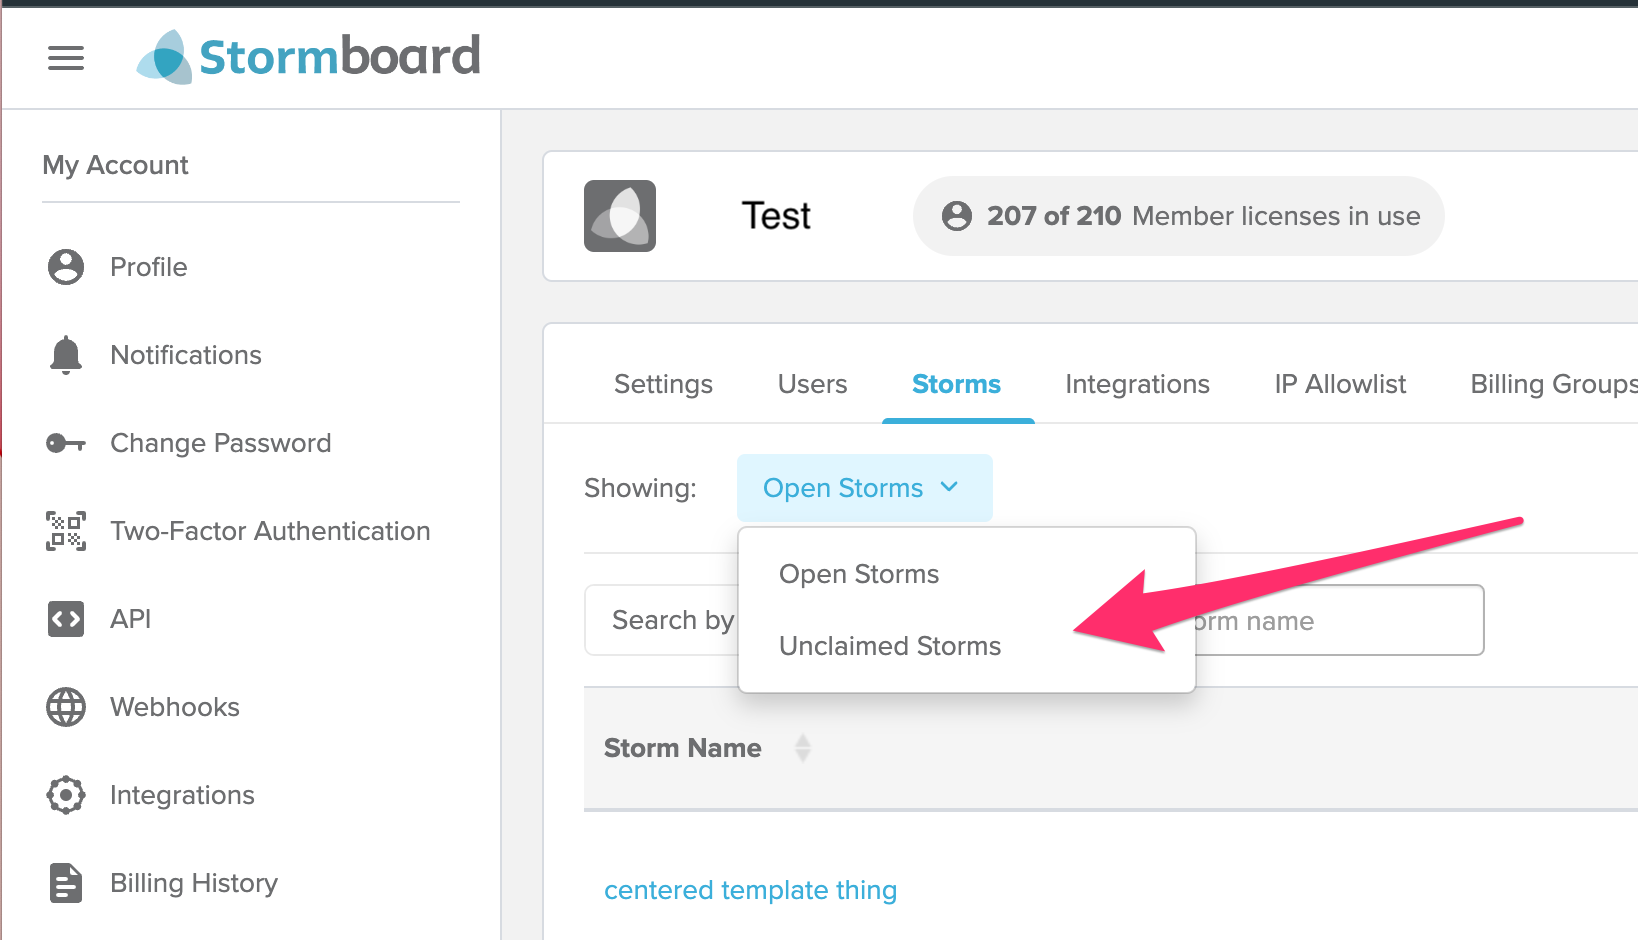 Stormboard
My Account
Profile
Notifications
Change Password
Two-Factor Authentication
API
Webhooks
Integrations
Billing History
Test
207 of 210 Member licenses in use
Settings Users Storms Integrations IP Allowlist Billing Groups
Showing: Open Storms
Open Storms
Unclaimed Storms
Search by orm name
Storm Name
centered template thing